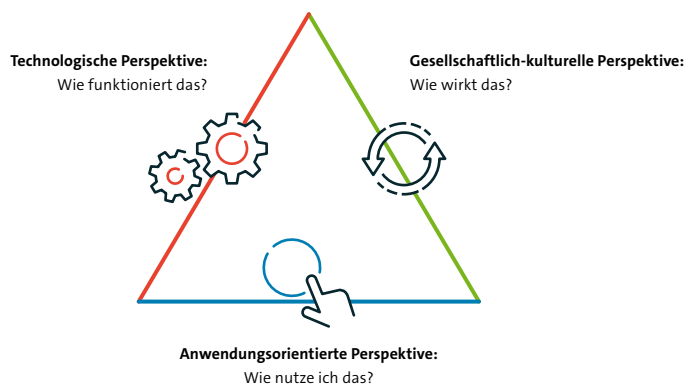 Technologische Perspektive:
Wie funktioniert das?
Gesellschaftlich-kulturelle Perspektive:
Wie wirkt das?
Anwendungsorientierte Perspektive:
Wie nutze ich das?